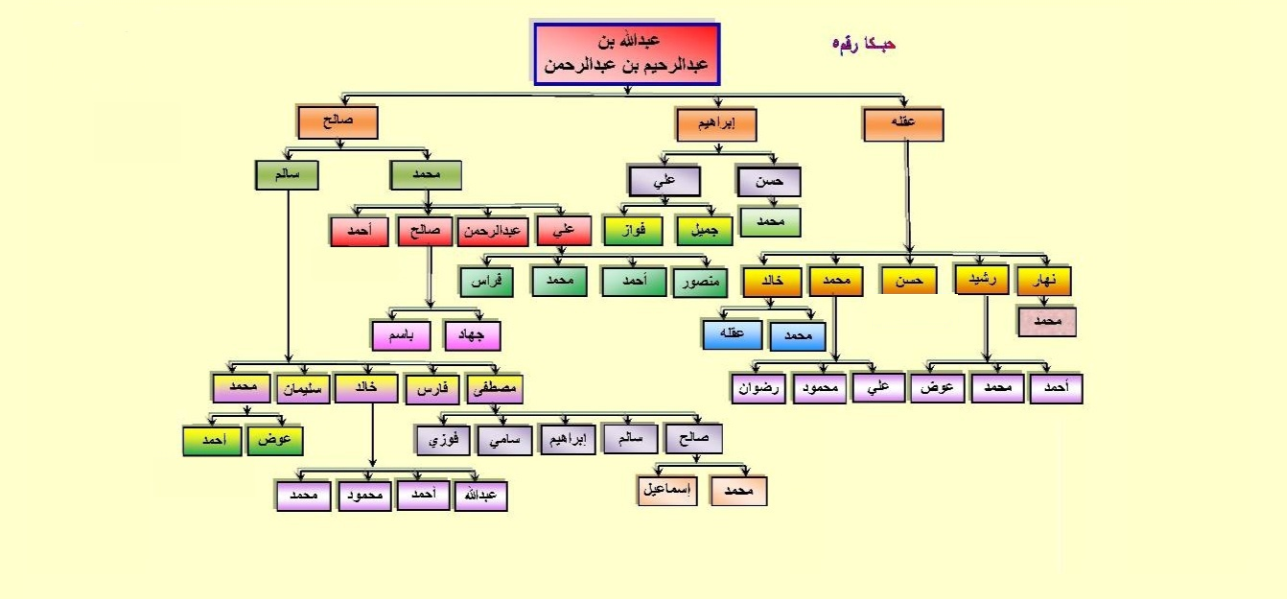 حبكا رقم٥
عبدالله بن
عبدالرحيم بن عبدالرحمن
عقله
إبراهيم
صالح
حسن
علي
محمد
سالم
محمد
جميل
فواز
علي
عبدالرحمن
صالح
أحمد
نهار
رشيد
حسن
محمد
خالد
منصور
أحمد
محمد
فراس
محمد
محمد
عقله
جهاد
باسم
أحمد
محمد
عوض
علي
محمود
رضوان
مصطفى
فارس
خالد
سليمان
محمد
صالح
سالم
إبراهيم
سامي
فوزي
عوض
أحمد
محمد
إسماعيل
عبدالله
أحمد
محمود
محمد